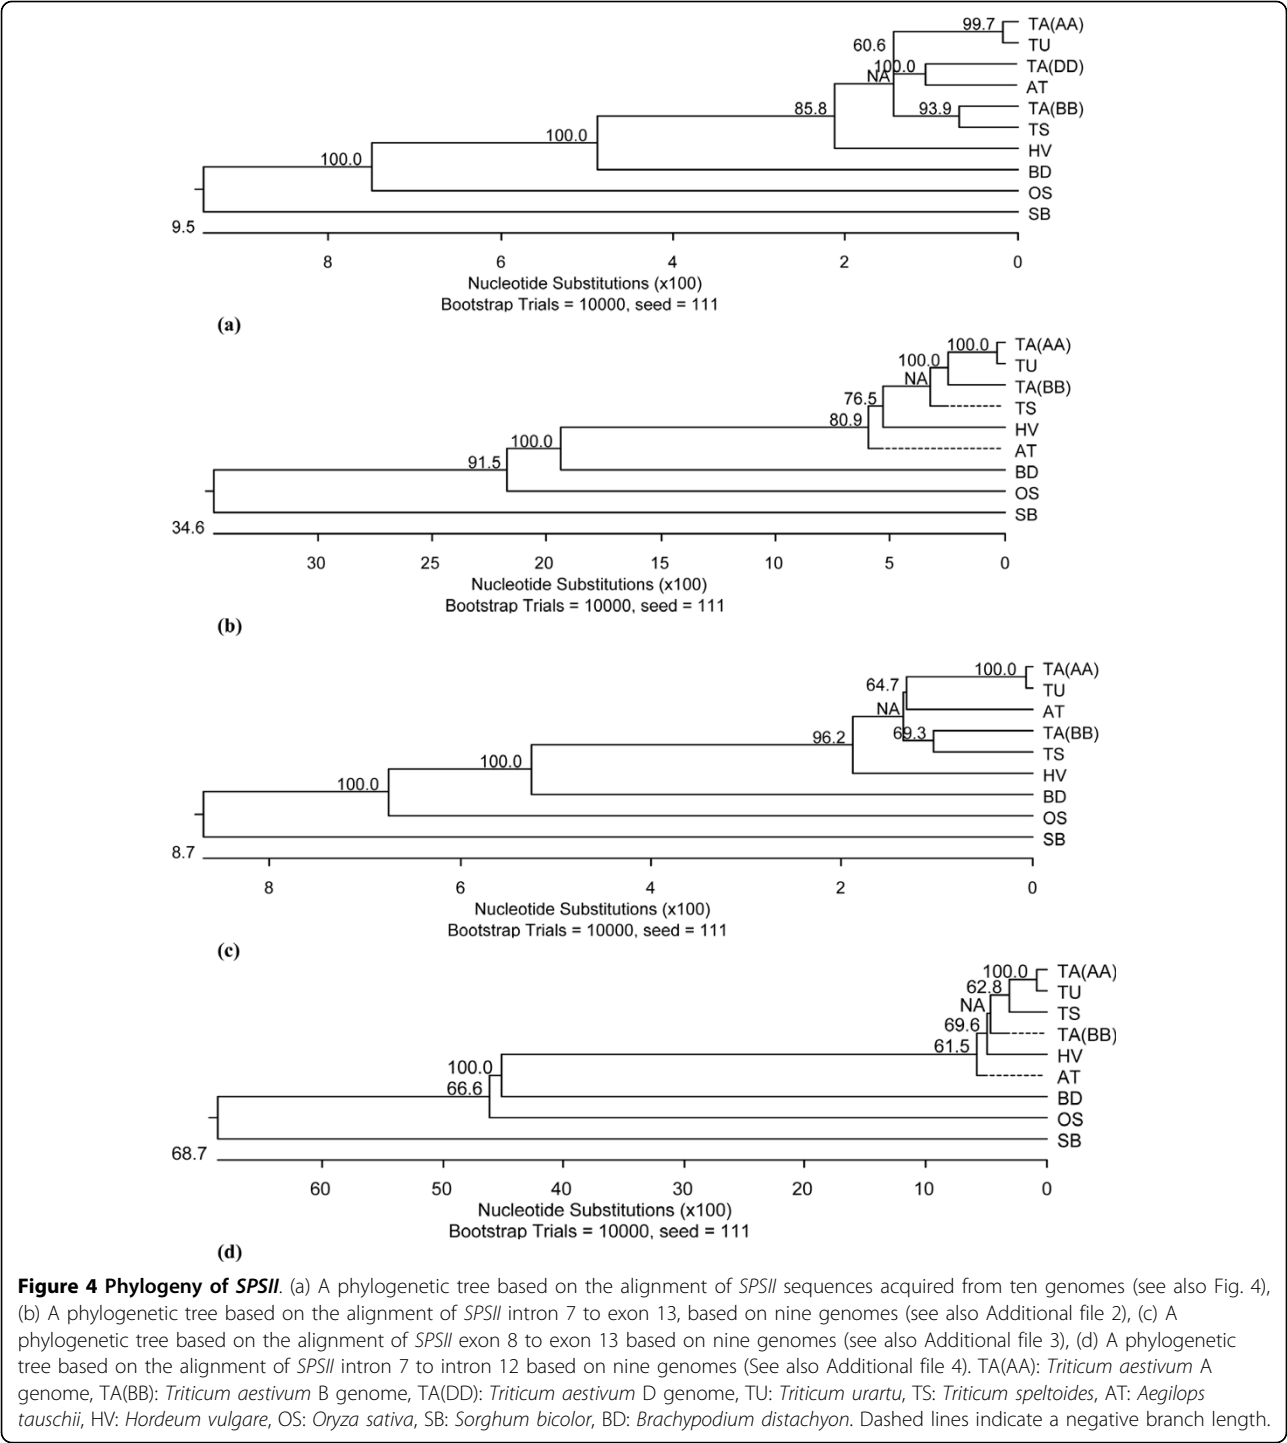 99.7
TA(AA)
TU
60.6
100.0
TA(DD)
NA
AT
85.8
93.9
TA(BB)
TS
100.0
HV
100.0
BD
OS
SB
9.5
8 6 4 2 0
Nucleotide Substitutions (x100)
Bootstrap Trials = 10000, seed = 111
(a)
100.0
TA(AA)
100.0
TU
NA
TA(BB)
76.5
TS
80.9
HV
100.0
AT
91.5
BD
OS
SB
34.6
30 25 20 15 10 5 0
Nucleotide Substitutions (x100)
Bootstrap Trials = 10000, seed = 111
(b)
100.0
TA(AA)
64.7
TU
NA
AT
96.2
69.3
TA(BB)
TS
100.0
HV
100.0
BD
OS
SB
8.7
8 6 4 2 0
Nucleotide Substitutions (x100)
Bootstrap Trials = 10000, seed = 111
(c)
100.0
TA(AA)
62.8
TU
NA
TS
69.6
TA(BB)
61.5
HV
100.0
AT
66.6
BD
OS
SB
68.7
60 50 40 30 20 10 0
Nucleotide Substitutions (x100)
Bootstrap Trials = 10000, seed = 111
(d)
Figure 4 Phylogeny of SPSII. (a) A phylogenetic tree based on the alignment of SPSII sequences acquired from ten genomes (see also Fig. 4),
(b) A phylogenetic tree based on the alignment of SPSII intron 7 to exon 13, based on nine genomes (see also Additional file 2), (c) A
phylogenetic tree based on the alignment of SPSII exon 8 to exon 13 based on nine genomes (see also Additional file 3), (d) A phylogenetic
tree based on the alignment of SPSII intron 7 to intron 12 based on nine genomes (See also Additional file 4). TA(AA): Triticum aestivum A
genome, TA(BB): Triticum aestivum B genome, TA(DD): Triticum aestivum D genome, TU: Triticum urartu, TS: Triticum speltoides, AT: Aegilops
tauschii, HV: Hordeum vulgare, OS: Oryza sativa, SB: Sorghum bicolor, BD: Brachypodium distachyon. Dashed lines indicate a negative branch length.